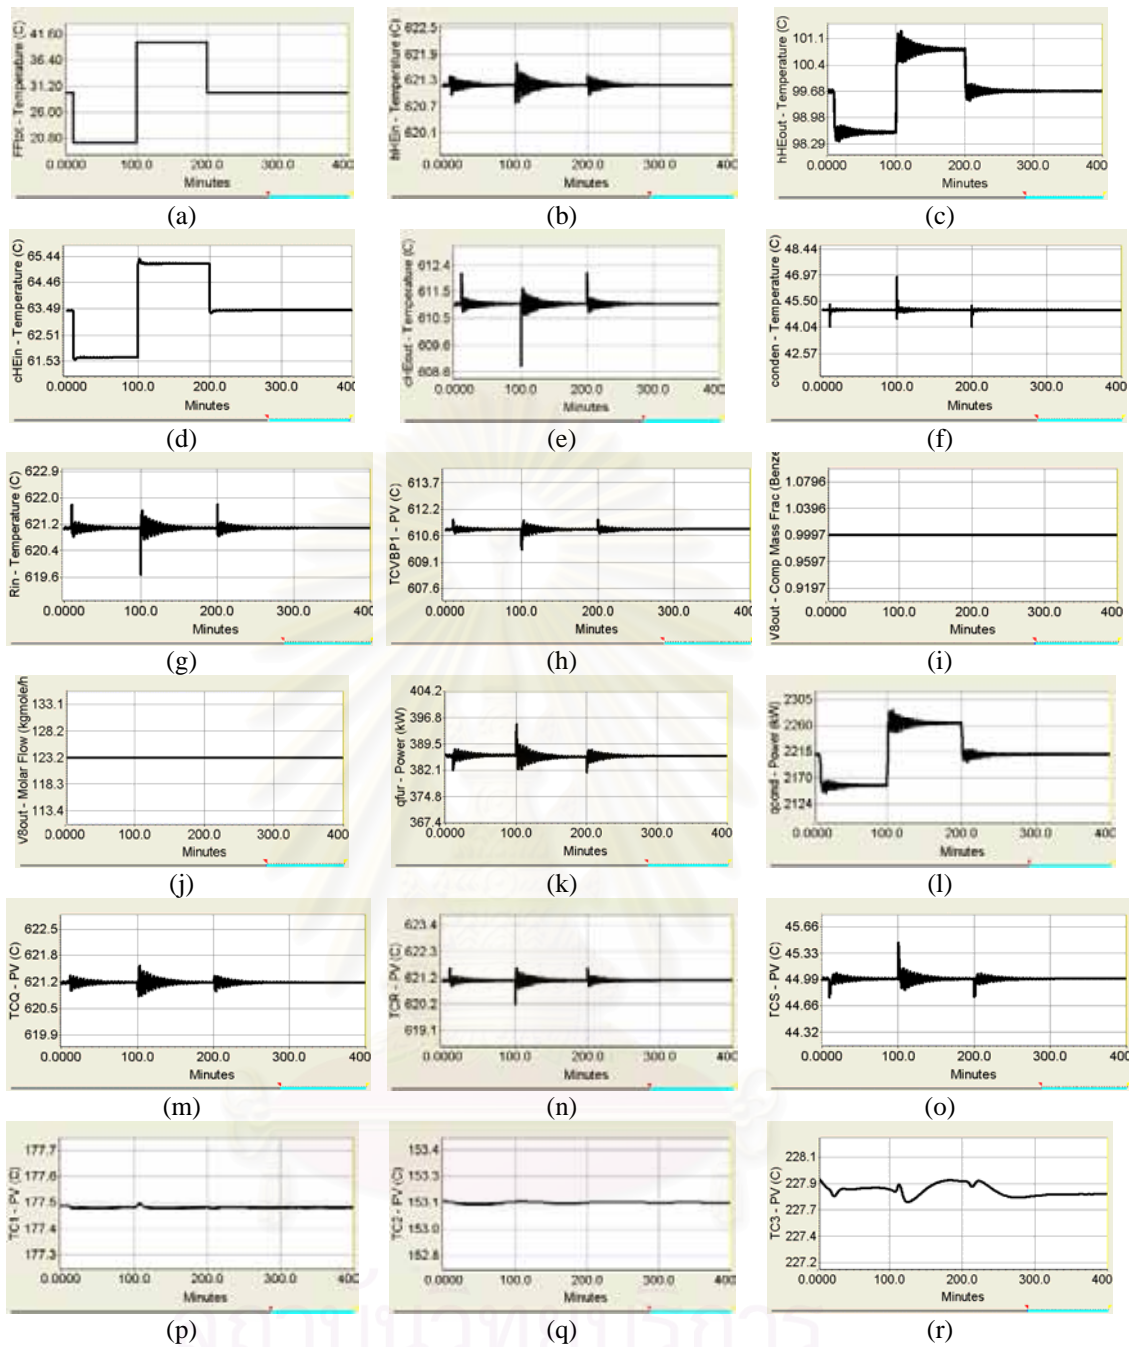 FFtot - Temperature (C)
41.60
36.40
31.20
26.00
20.80
0.0000 100.0 200.0 300.0 400
Minutes
(a)
hHEin - Temperature (C)
622.5
621.9
621.3
620.7
620.1
0.0000 100.0 200.0 300.0 400
Minutes
(b)
hHEout - Temperature (C)
101.1
100.4
99.68
98.98
98.29
0.0000 100.0 200.0 300.0 400
Minutes
(c)
cHEin - Temperature (C)
65.44
64.46
63.49
62.51
61.53
0.0000 100.0 200.0 300.0 400
Minutes
(d)
cHEout - Temperature (C)
612.4
611.5
610.5
609.6
608.6
0.0000 100.0 200.0 300.0 400
Minutes
(e)
conden - Temperature (C)
48.44
46.97
45.50
44.04
42.57
0.0000 100.0 200.0 300.0 400
Minutes
(f)
Rin - Temperature (C)
622.9
622.0
621.2
620.4
619.6
0.0000 100.0 200.0 300.0 400
Minutes
(g)
TCVBP1 - PV (C)
613.7
612.2
610.6
609.1
607.6
0.0000 100.0 200.0 300.0 400
Minutes
(h)
V8out - Comp Mass Frac (Benze
1.0796
1.0396
0.9997
0.9597
0.9197
0.0000 100.0 200.0 300.0 400
Minutes
(i)
V8out - Molar Flow (kgmole/h
133.1
128.2
123.2
118.3
113.4
0.0000 100.0 200.0 300.0 400
Minutes
(j)
qfur - Power (kW)
404.2
396.8
389.5
382.1
374.8
367.4
0.0000 100.0 200.0 300.0 400
Minutes
(k)
qcond - Power (kW)
2305
2260
2215
2170
2124
0.0000 100.0 200.0 300.0 400
Minutes
(l)
TCQ - PV (C)
622.5
621.8
621.2
620.5
619.9
0.0000 100.0 200.0 300.0 400
Minutes
(m)
TCR - PV (C)
623.4
622.3
621.2
620.2
619.1
0.0000 100.0 200.0 300.0 400
Minutes
(n)
TCS - PV (C)
45.66
45.33
44.99
44.66
44.32
0.0000 100.0 200.0 300.0 400
Minutes
(o)
TC1 - PV (C)
177.7
177.6
177.5
177.4
177.3
0.0000 100.0 200.0 300.0 400
Minutes
(p)
TC2 - PV (C)
153.4
153.3
153.1
153.0
152.8
0.0000 100.0 200.0 300.0 400
Minutes
(q)
TC3 - PV (C)
228.1
227.9
227.7
227.4
227.2
0.0000 100.0 200.0 300.0 400
Minutes
(r)